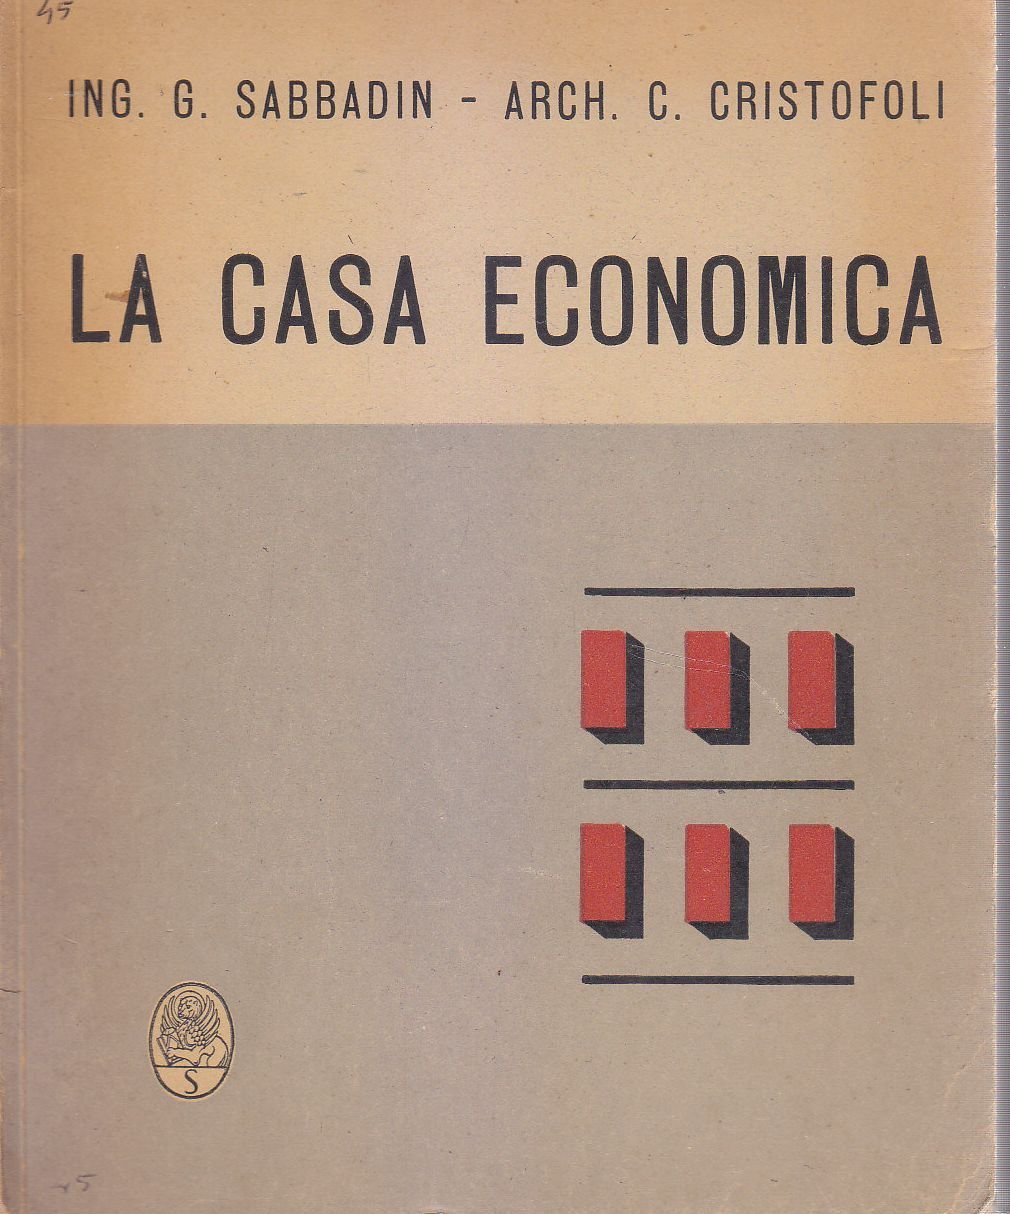 45
ING. G. SABBADIN - ARCH. C. CRISTOFOLI
LA CASA ECONOMICA
S